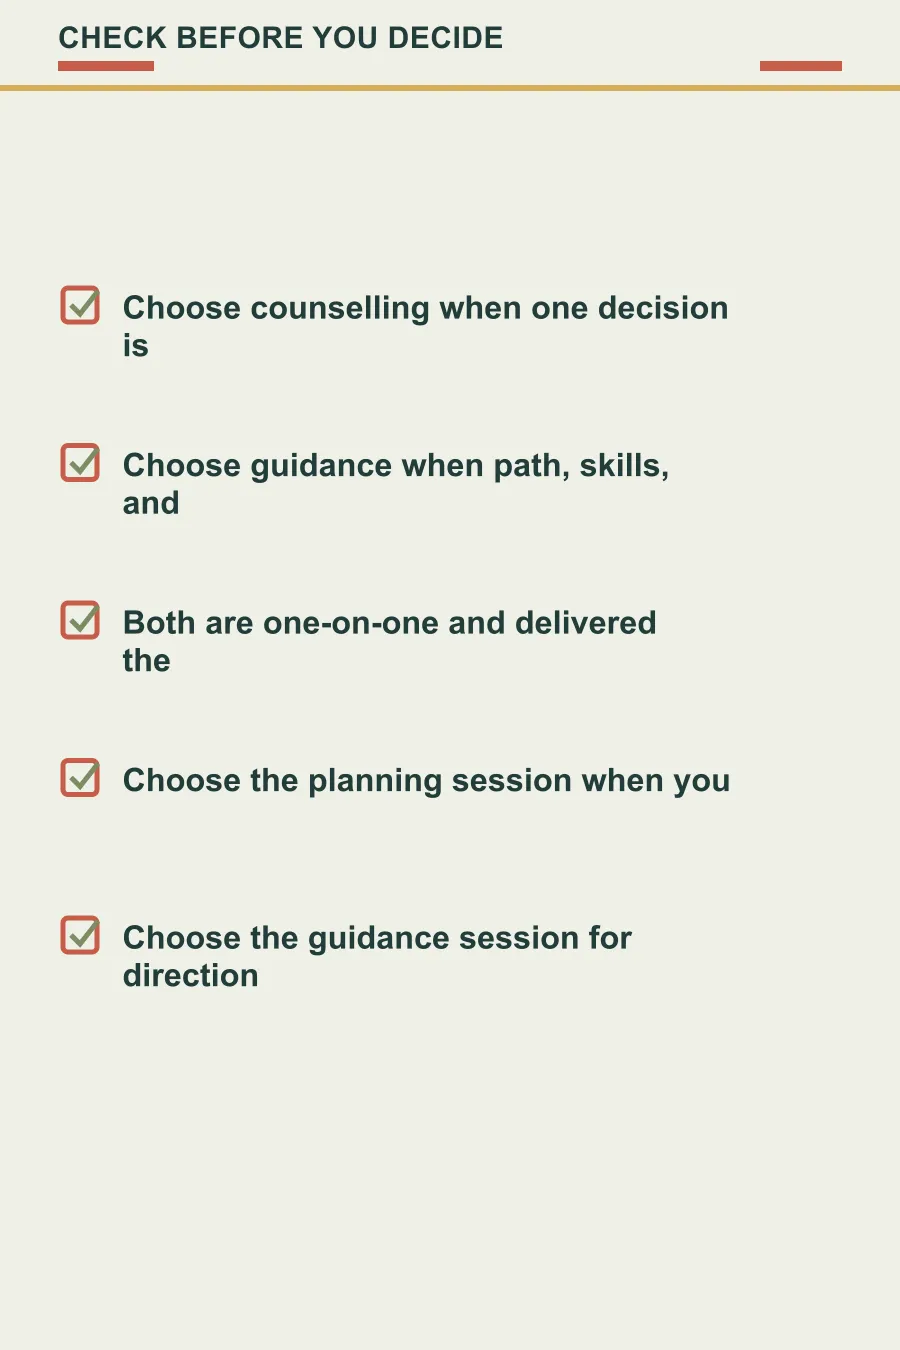 CHECK BEFORE YOU DECIDE
Choose counselling when one decision
is
Choose guidance when path, skills,
and
Both are one-on-one and delivered
the
Choose the planning session when you
Choose the guidance session for
direction